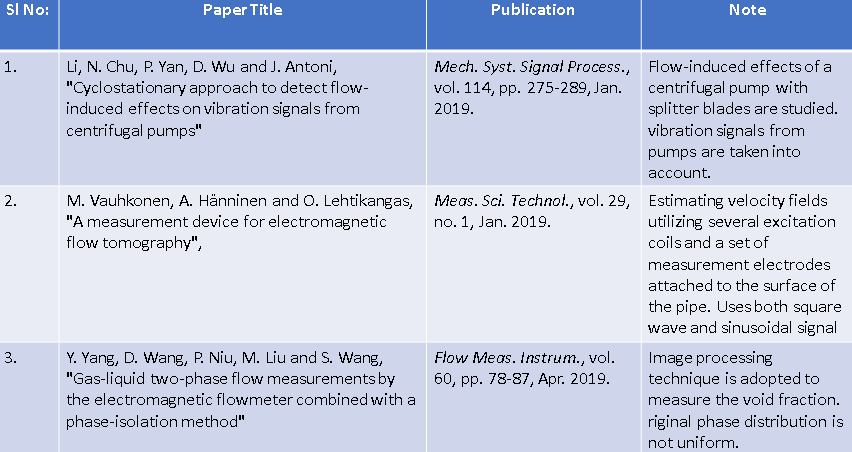 Sl No: Paper Title Publication Note
1.
Li, N. Chu, P. Yan, D. Wu and J. Antoni,
"Cyclostationary approach to detect flow-
induced effects on vibration signals from
centrifugal pumps"
Mech. Syst. Signal Process.,
vol. 114, pp. 275-289, Jan.
2019.
Flow-induced effects of a
centrifugal pump with
splitter blades are studied.
vibration signals from
pumps are taken into
account.
2.
M. Vauhkonen, A. Hänninen and O. Lehtikangas,
"A measurement device for electromagnetic
flow tomography",
Meas. Sci. Technol., vol. 29,
no. 1, Jan. 2019.
Estimating velocity fields
utilizing several excitation
coils and a set of
measurement electrodes
attached to the surface of
the pipe. Uses both square
wave and sinusoidal signal
3.
Y. Yang, D. Wang, P. Niu, M. Liu and S. Wang,
"Gas-liquid two-phase flow measurements by
the electromagnetic flowmeter combined with a
phase-isolation method"
Flow Meas. Instrum., vol.
60, pp. 78-87, Apr. 2019.
Image processing
technique is adopted to
measure the void fraction.
riginal phase distribution is
not uniform.